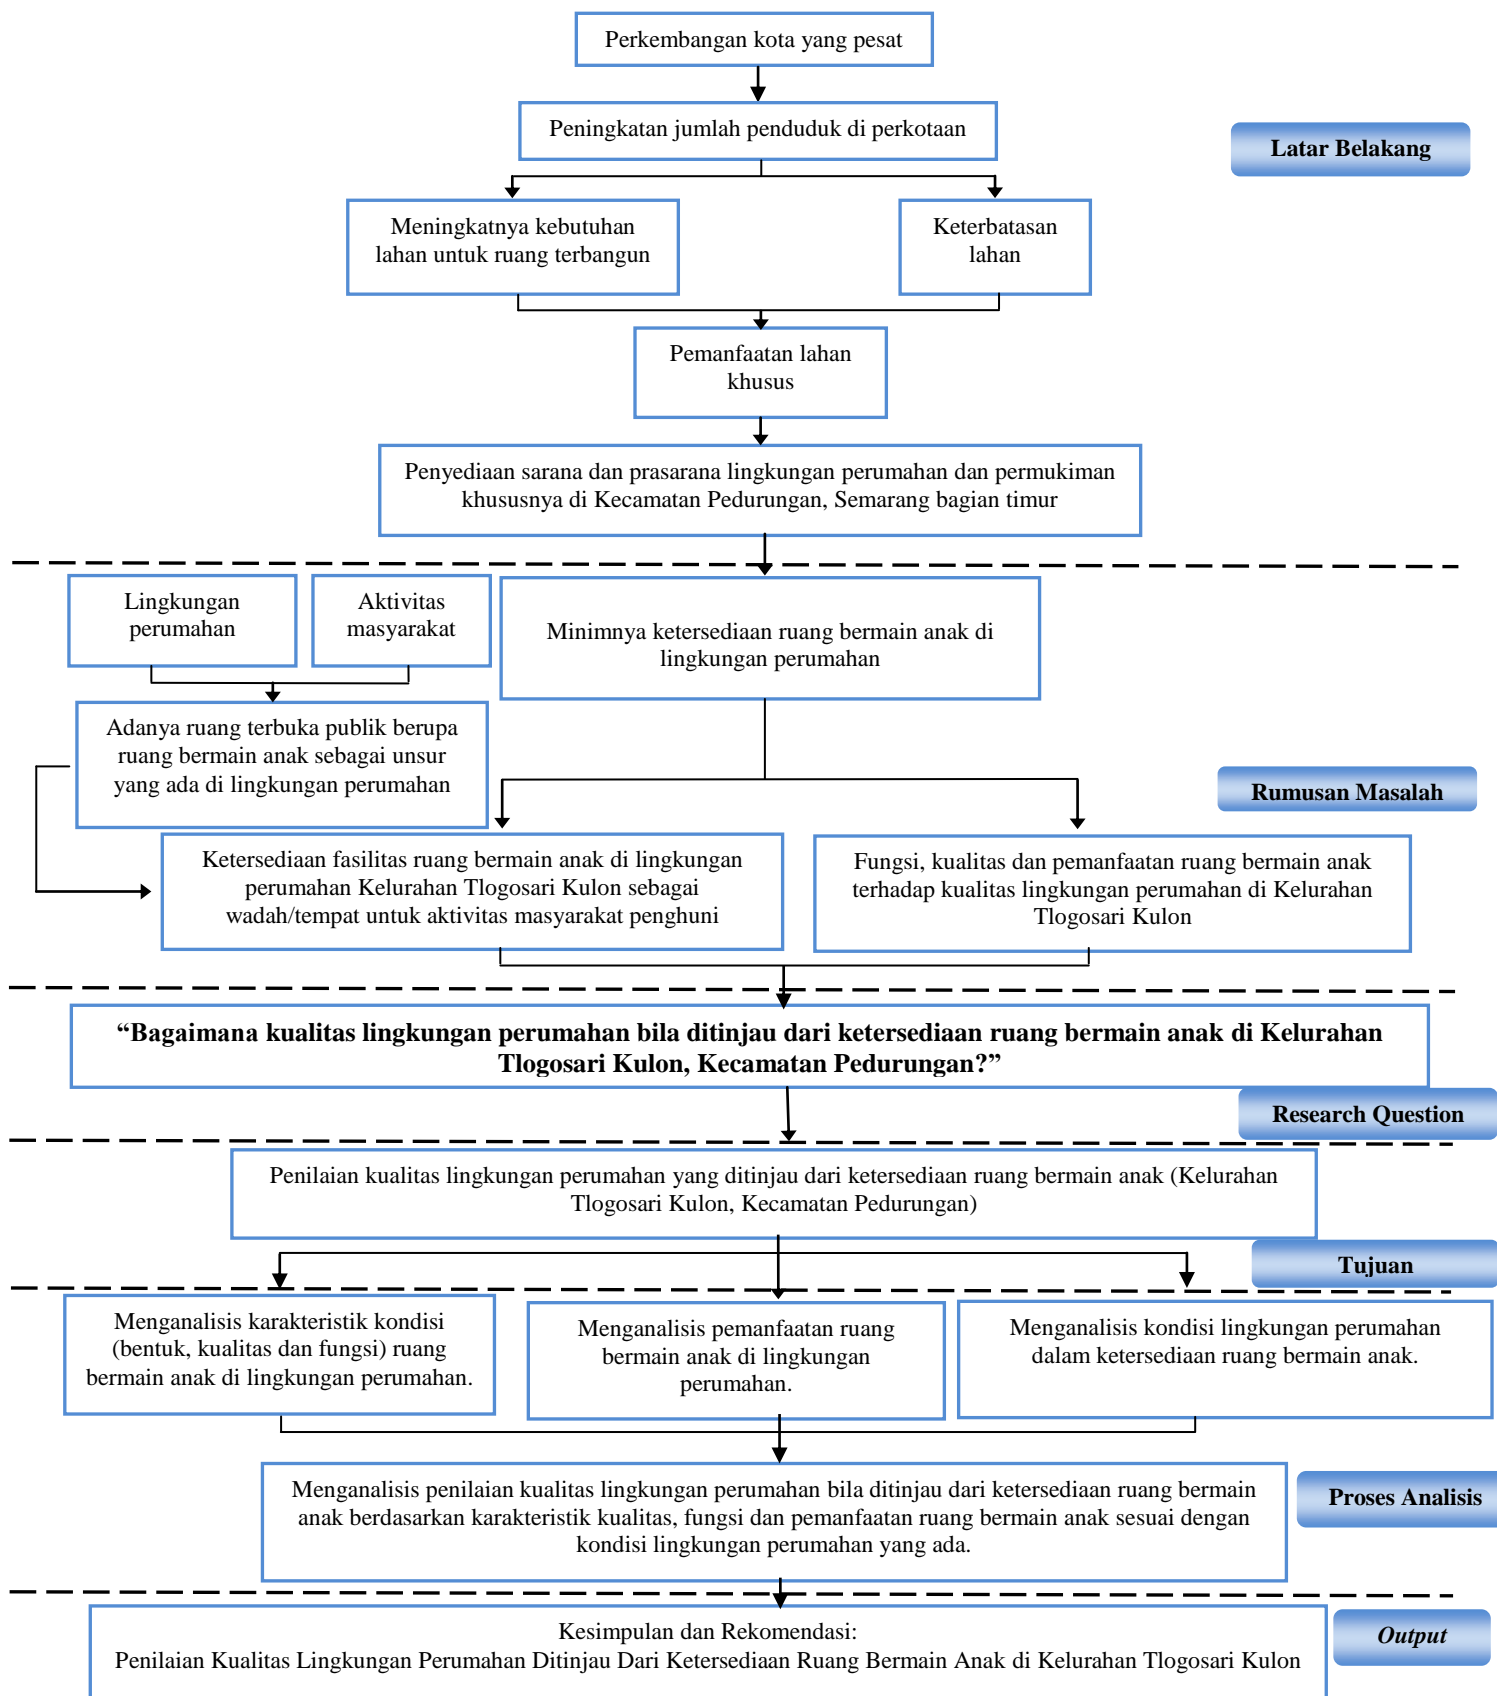 Perkembangan kota yang pesat
Peningkatan jumlah penduduk di perkotaan
Latar Belakang
Meningkatnya kebutuhan
lahan untuk ruang terbangun
Keterbatasan
lahan
Pemanfaatan lahan
khusus
Penyediaan sarana dan prasarana lingkungan perumahan dan permukiman
khususnya di Kecamatan Pedurungan, Semarang bagian timur
Lingkungan
perumahan
Aktivitas
masyarakat
Minimnya ketersediaan ruang bermain anak di
lingkungan perumahan
Adanya ruang terbuka publik berupa
ruang bermain anak sebagai unsur
yang ada di lingkungan perumahan
Rumusan Masalah
Ketersediaan fasilitas ruang bermain anak di lingkungan
perumahan Kelurahan Tlogosari Kulon sebagai
wadah/tempat untuk aktivitas masyarakat penghuni
Fungsi, kualitas dan pemanfaatan ruang bermain anak
terhadap kualitas lingkungan perumahan di Kelurahan
Tlogosari Kulon
“Bagaimana kualitas lingkungan perumahan bila ditinjau dari ketersediaan ruang bermain anak di Kelurahan
Tlogosari Kulon, Kecamatan Pedurungan?”
Research Question
Penilaian kualitas lingkungan perumahan yang ditinjau dari ketersediaan ruang bermain anak (Kelurahan
Tlogosari Kulon, Kecamatan Pedurungan)
Tujuan
Menganalisis karakteristik kondisi
(bentuk, kualitas dan fungsi) ruang
bermain anak di lingkungan perumahan.
Menganalisis pemanfaatan ruang
bermain anak di lingkungan
perumahan.
Menganalisis kondisi lingkungan perumahan
dalam ketersediaan ruang bermain anak.
Menganalisis penilaian kualitas lingkungan perumahan bila ditinjau dari ketersediaan ruang bermain
anak berdasarkan karakteristik kualitas, fungsi dan pemanfaatan ruang bermain anak sesuai dengan
kondisi lingkungan perumahan yang ada.
Proses Analisis
Kesimpulan dan Rekomendasi:
Penilaian Kualitas Lingkungan Perumahan Ditinjau Dari Ketersediaan Ruang Bermain Anak di Kelurahan Tlogosari Kulon
Output